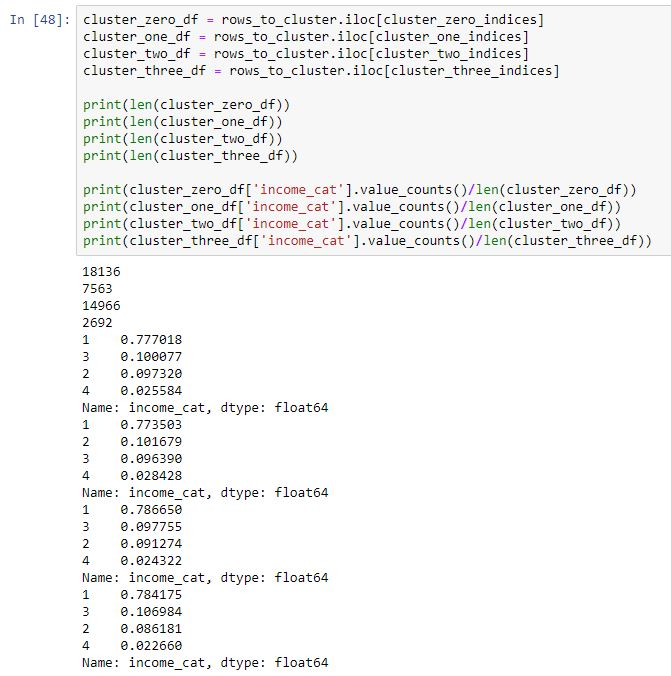 In [48]: cluster_zero_df = rows_to_cluster.iloc[cluster_zero_indices]
cluster_one_df = rows_to_cluster.iloc[cluster_one_indices]
cluster_two_df = rows_to_cluster.iloc[cluster_two_indices]
cluster_three_df = rows_to_cluster.iloc[cluster_three_indices]
print(len(cluster_zero_df))
print(len(cluster_one_df))
print(len(cluster_two_df))
print(len(cluster_three_df))
print(cluster_zero_df['income_cat'].value_counts()/len(cluster_zero_df))
print(cluster_one_df['income_cat'].value_counts()/len(cluster_one_df))
print(cluster_two_df['income_cat'].value_counts()/len(cluster_two_df))
print(cluster_three_df['income_cat'].value_counts()/len(cluster_three_df))
18136
7563
14966
2692
1    0.777018
3    0.100077
2    0.097320
4    0.025584
Name: income_cat, dtype: float64
1    0.773503
2    0.101679
3    0.096390
4    0.028428
Name: income_cat, dtype: float64
1    0.786650
3    0.097755
2    0.091274
4    0.024322
Name: income_cat, dtype: float64
1    0.784175
3    0.106984
2    0.086181
4    0.022660
Name: income_cat, dtype: float64